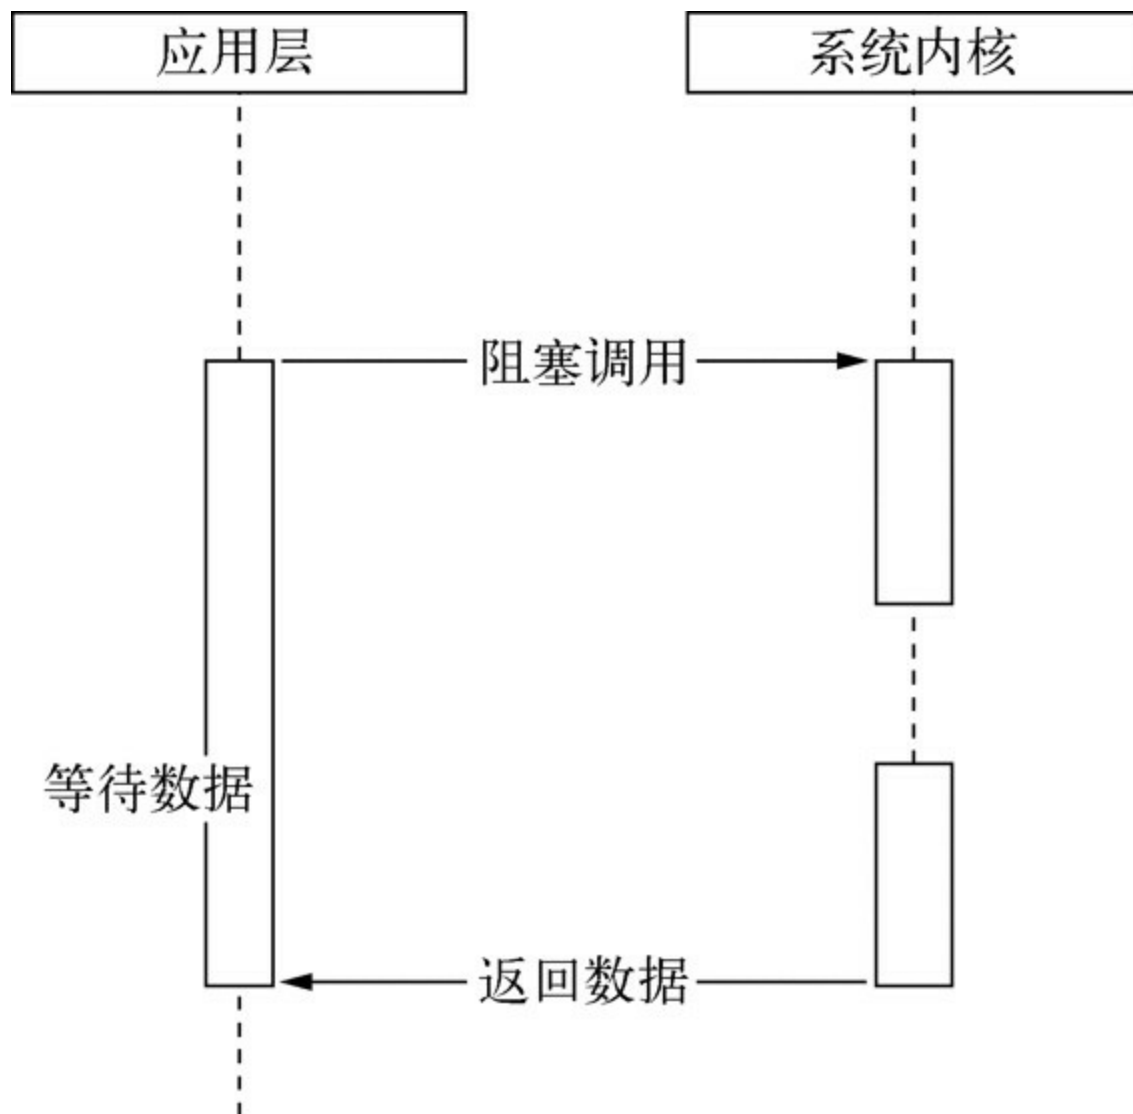 应用层
系统内核
阻塞调用
等待数据
返回数据